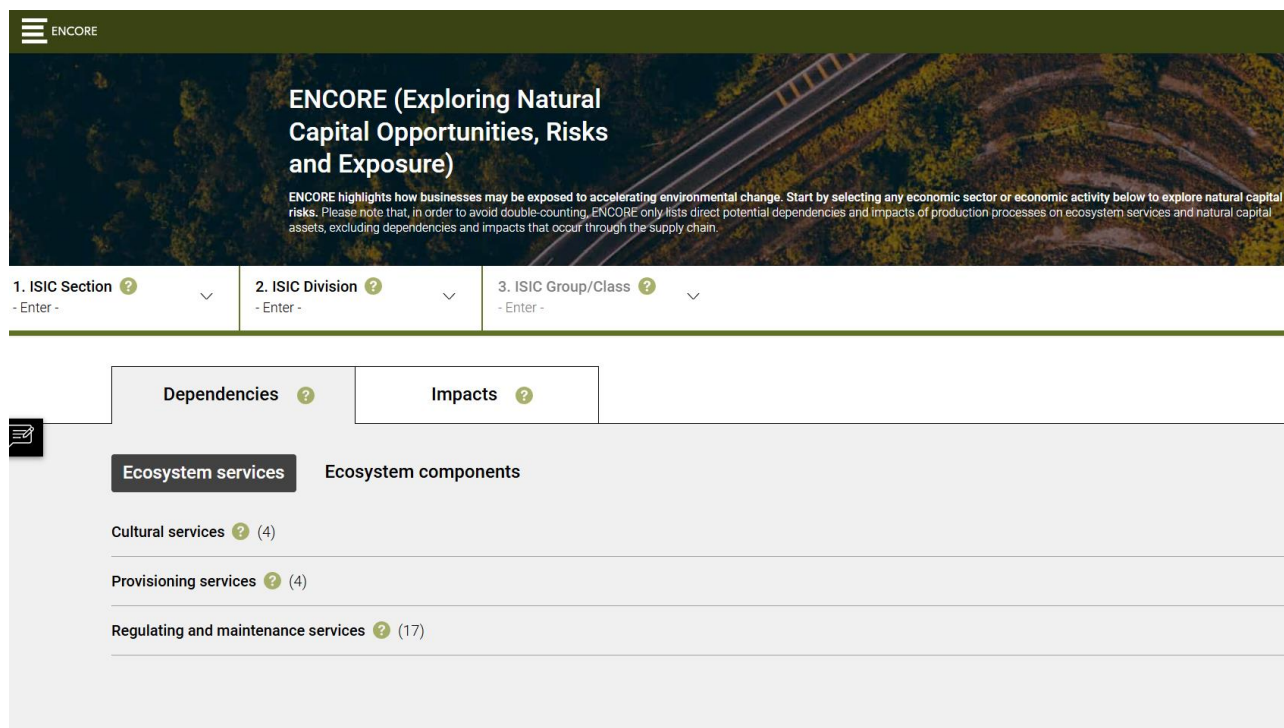 ENCORE
ENCORE (Exploring Natural
Capital Opportunities, Risks
and Exposure)
ENCORE highlights how businesses may be exposed to accelerating environmental change. Start by selecting any economic sector or economic activity below to explore natural capital
risks. Please note that, in order to avoid double-counting, ENCORE only lists direct potential dependencies and impacts of production processes on ecosystem services and natural capital
assets, excluding dependencies and impacts that occur through the supply chain.
1. ISIC Section ?
- Enter -
2. ISIC Division ?
- Enter -
3. ISIC Group/Class ?
- Enter -
Dependencies ?
Impacts ?
Ecosystem services
Ecosystem components
Cultural services ? (4)
Provisioning services ? (4)
Regulating and maintenance services ? (17)